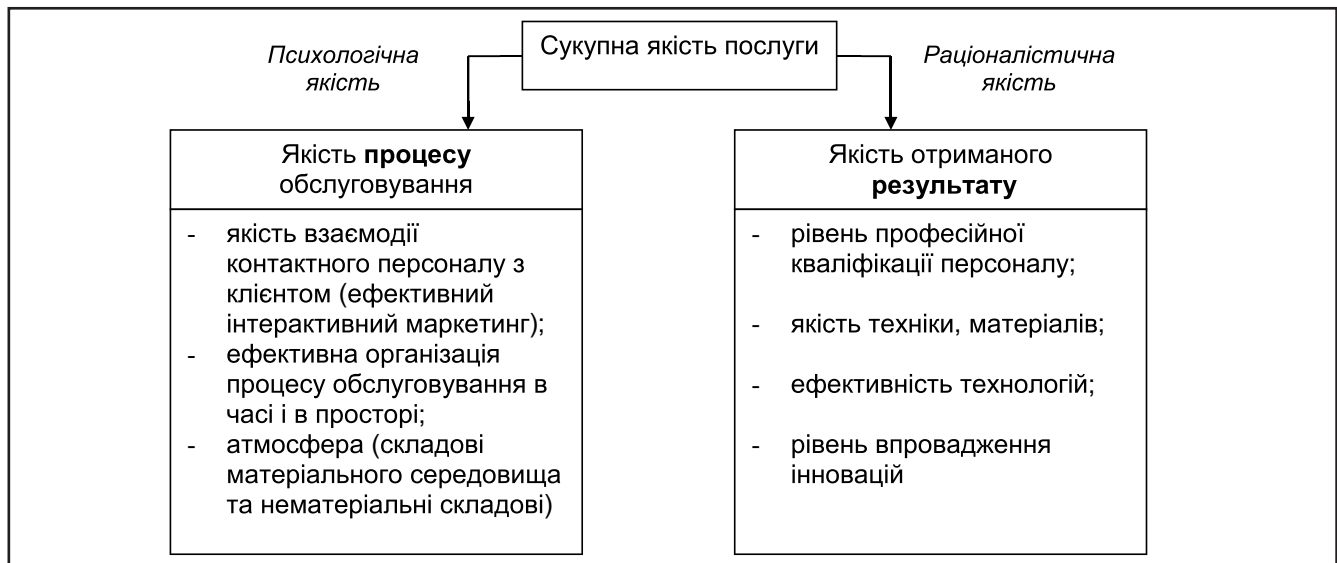 Сукупна якість послуги
Психологічна
якість
Раціоналістична
якість
Якість процесу
обслуговування
- якість взаємодії
контактного персоналу з
клієнтом (ефективний
інтерактивний маркетинг);
- ефективна організація
процесу обслуговування в
часі і в просторі;
- атмосфера (складові
матеріального середовища
та нематеріальні складові)
Якість отриманого
результату
- рівень професійної
кваліфікації персоналу;
- якість техніки, матеріалів;
- ефективність технологій;
- рівень впровадження
інновацій